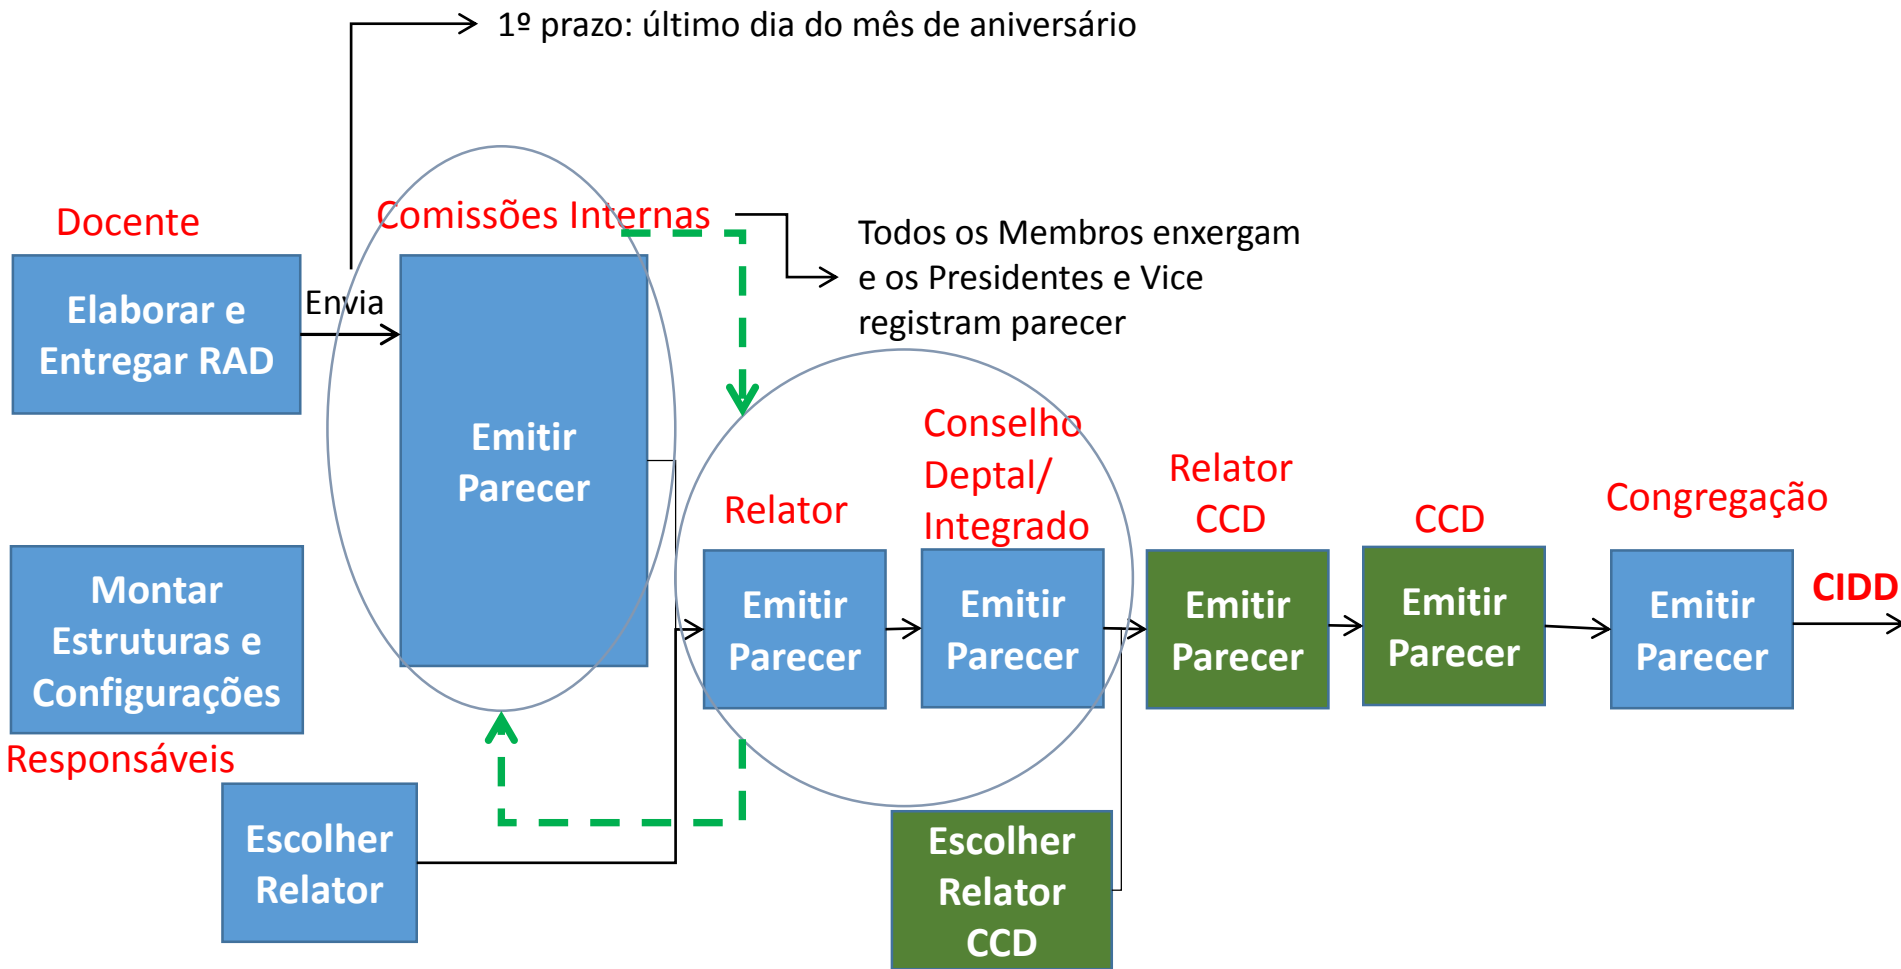 1º prazo: último dia do mês de aniversário
Docente
Elaborar e
Entregar RAD
Envia
Comissões Internas
Emitir
Parecer
Todos os Membros enxergam
e os Presidentes e Vice
registram parecer
Montar
Estruturas e
Configurações
Responsáveis
Escolher
Relator
Relator
Emitir
Parecer
Conselho
Deptal/
Integrado
Emitir
Parecer
Escolher
Relator
CCD
Relator
CCD
Emitir
Parecer
CCD
Emitir
Parecer
Congregação
Emitir
Parecer
CIDD